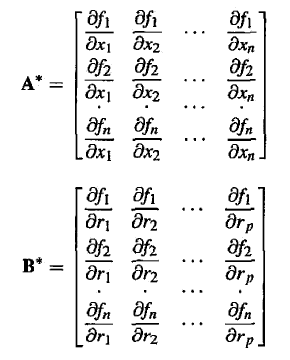 A* = [ ∂f₁/∂x₁ ∂f₁/∂x₂ ··· ∂f₁/∂xₙ
∂f₂/∂x₁ ∂f₂/∂x₂ ··· ∂f₂/∂xₙ
· · ··· ·
∂fₙ/∂x₁ ∂fₙ/∂x₂ ··· ∂fₙ/∂xₙ ]
B* = [ ∂f₁/∂r₁ ∂f₁/∂r₂ ··· ∂f₁/∂rₚ
∂f₂/∂r₁ ∂f₂/∂r₂ ··· ∂f₂/∂rₚ
· · ··· ·
∂fₙ/∂r₁ ∂fₙ/∂r₂ ··· ∂fₙ/∂rₚ ]